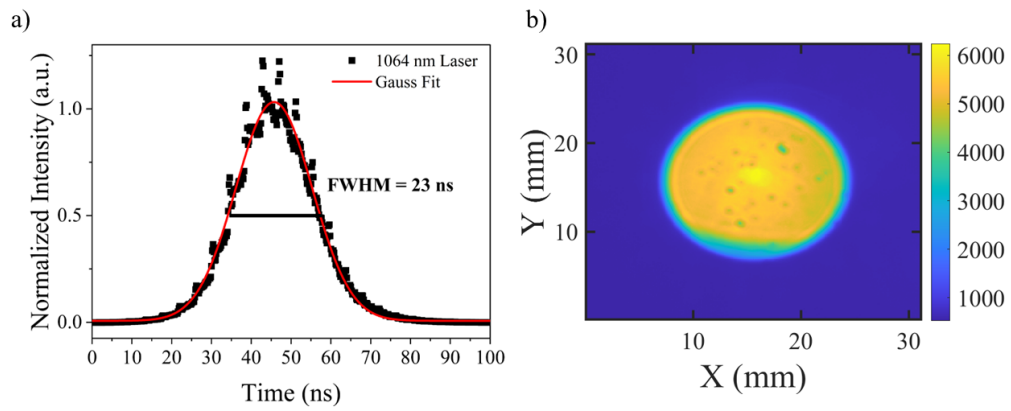 a)
Normalized Intensity (a.u.)
1.0
0.5
0.0
1064 nm Laser
Gauss Fit
FWHM = 23 ns
0 10 20 30 40 50 60 70 80 90 100
Time (ns)
b)
Y (mm)
30
20
10
10 20 30
X (mm)
6000
5000
4000
3000
2000
1000